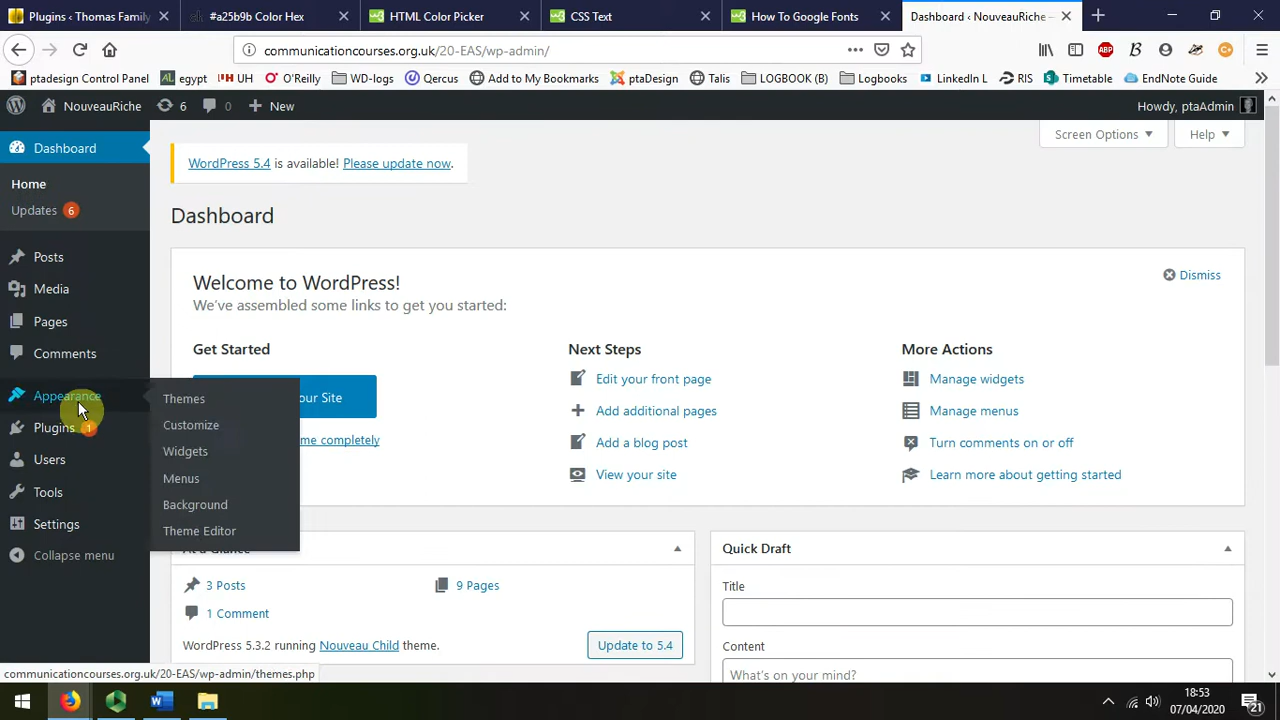 Plugins ‹ Thomas Family
#a25b9b Color Hex
HTML Color Picker
CSS Text
How To Google Fonts
Dashboard ‹ NouveauRiche —
communicationcourses.org.uk/20-EAS/wp-admin/
ptadesign Control Panel
egypt
UH
O'Reilly
WD-logs
Qercus
Add to My Bookmarks
ptaDesign
Talis
LOGBOOK (B)
Logbooks
LinkedIn L
RIS
Timetable
EndNote Guide
NouveauRiche
6
0
New
Howdy, ptaAdmin
Dashboard
Screen Options
Help
WordPress 5.4 is available! Please update now.
Home
Updates 6
Dashboard
Posts
Media
Pages
Comments
Appearance
Plugins 1
Users
Tools
Settings
Collapse menu
Themes
Customize
Widgets
Menus
Background
Theme Editor
Welcome to WordPress!
Dismiss
We've assembled some links to get you started:
Get Started
our Site
me completely
Next Steps
Edit your front page
Add additional pages
Add a blog post
View your site
More Actions
Manage widgets
Manage menus
Turn comments on or off
Learn more about getting started
3 Posts
9 Pages
1 Comment
WordPress 5.3.2 running Nouveau Child theme.
Update to 5.4
Quick Draft
Title
Content
What's on your mind?
communicationcourses.org.uk/20-EAS/wp-admin/themes.php
18:53
07/04/2020
21